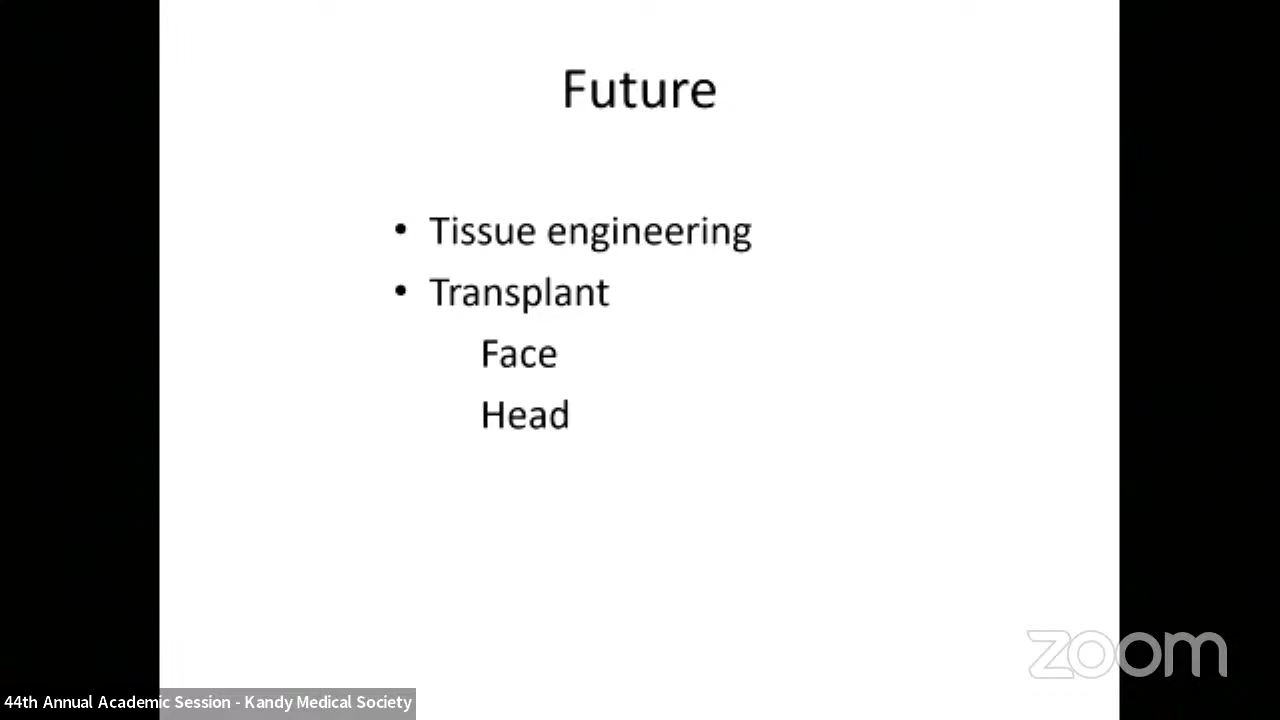 Future
• Tissue engineering
• Transplant
Face
Head
zoom
44th Annual Academic Session - Kandy Medical Society